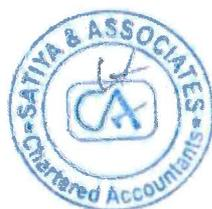 ★ SATIYA & ASSOCIATES ★
CA
Chartered Accountants